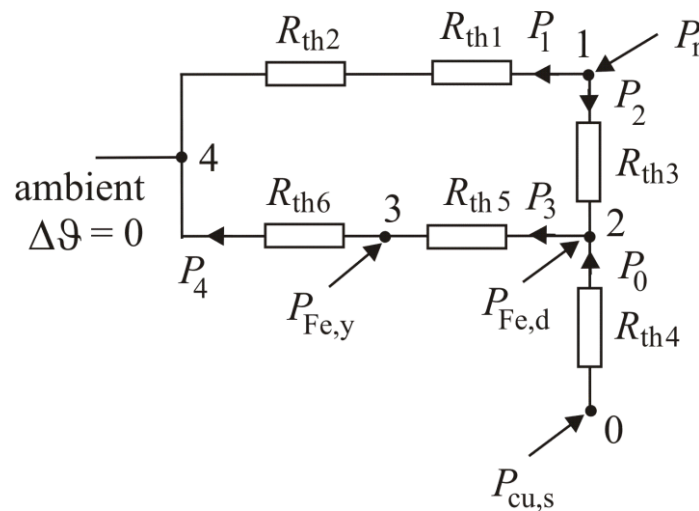 R_th2
R_th1
P_1
1
P_r
P_2
4
R_th3
ambient
Δϑ = 0
R_th6
3
R_th5
P_3
2
P_4
P_0
P_Fe,y
P_Fe,d
R_th4
0
P_cu,s